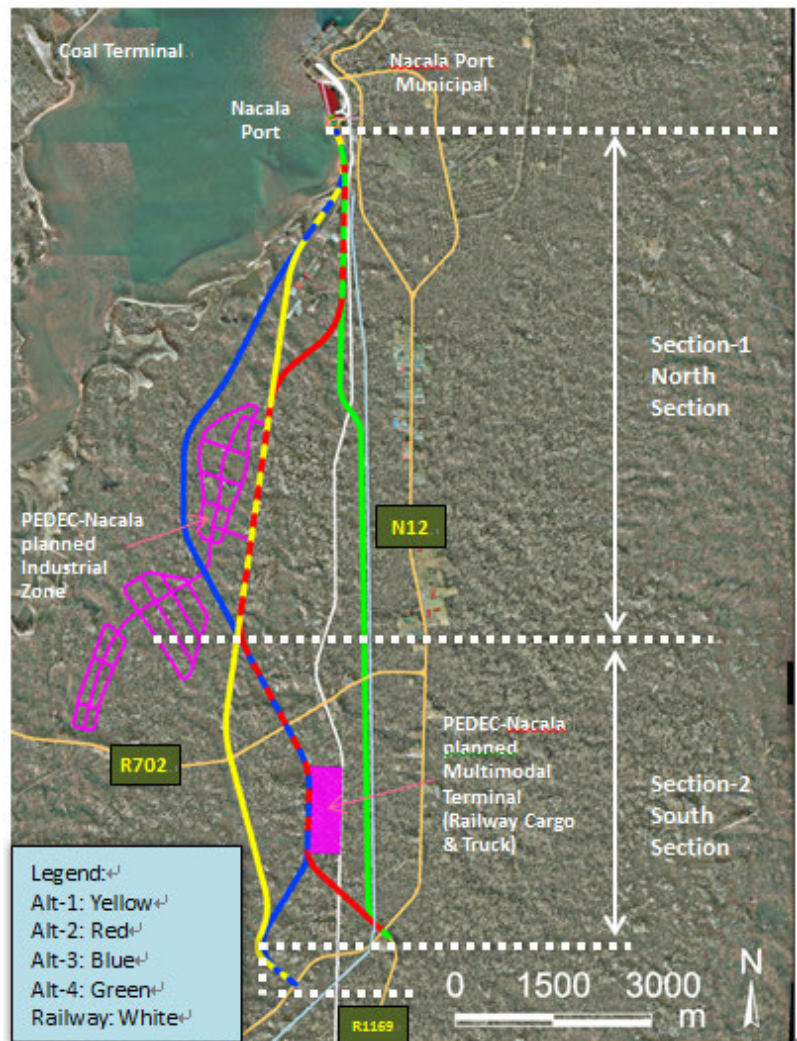 Coal Terminal
Nacala Port
Municipal
Nacala
Port
Section-1
North
Section
PEDEC-Nacala
planned
Industrial
Zone
N12
R702
PEDEC-Nacala
planned
Multimodal
Terminal
(Railway Cargo
& Truck)
Section-2
South
Section
Legend:
Alt-1: Yellow
Alt-2: Red
Alt-3: Blue
Alt-4: Green
Railway: White
R1169
0 1500 3000
m
N